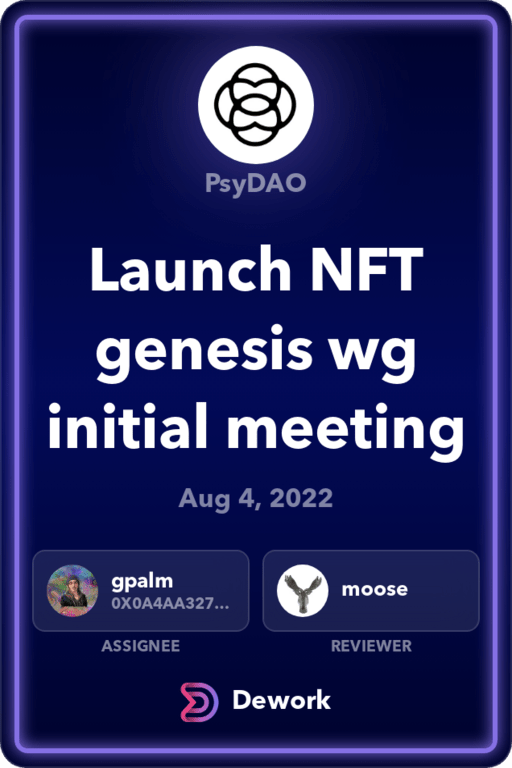 PsyDAO
Launch NFT
genesis wg
initial meeting
Aug 4, 2022
gpalm
0X0A4AA327...
moose
ASSIGNEE
REVIEWER
Dework